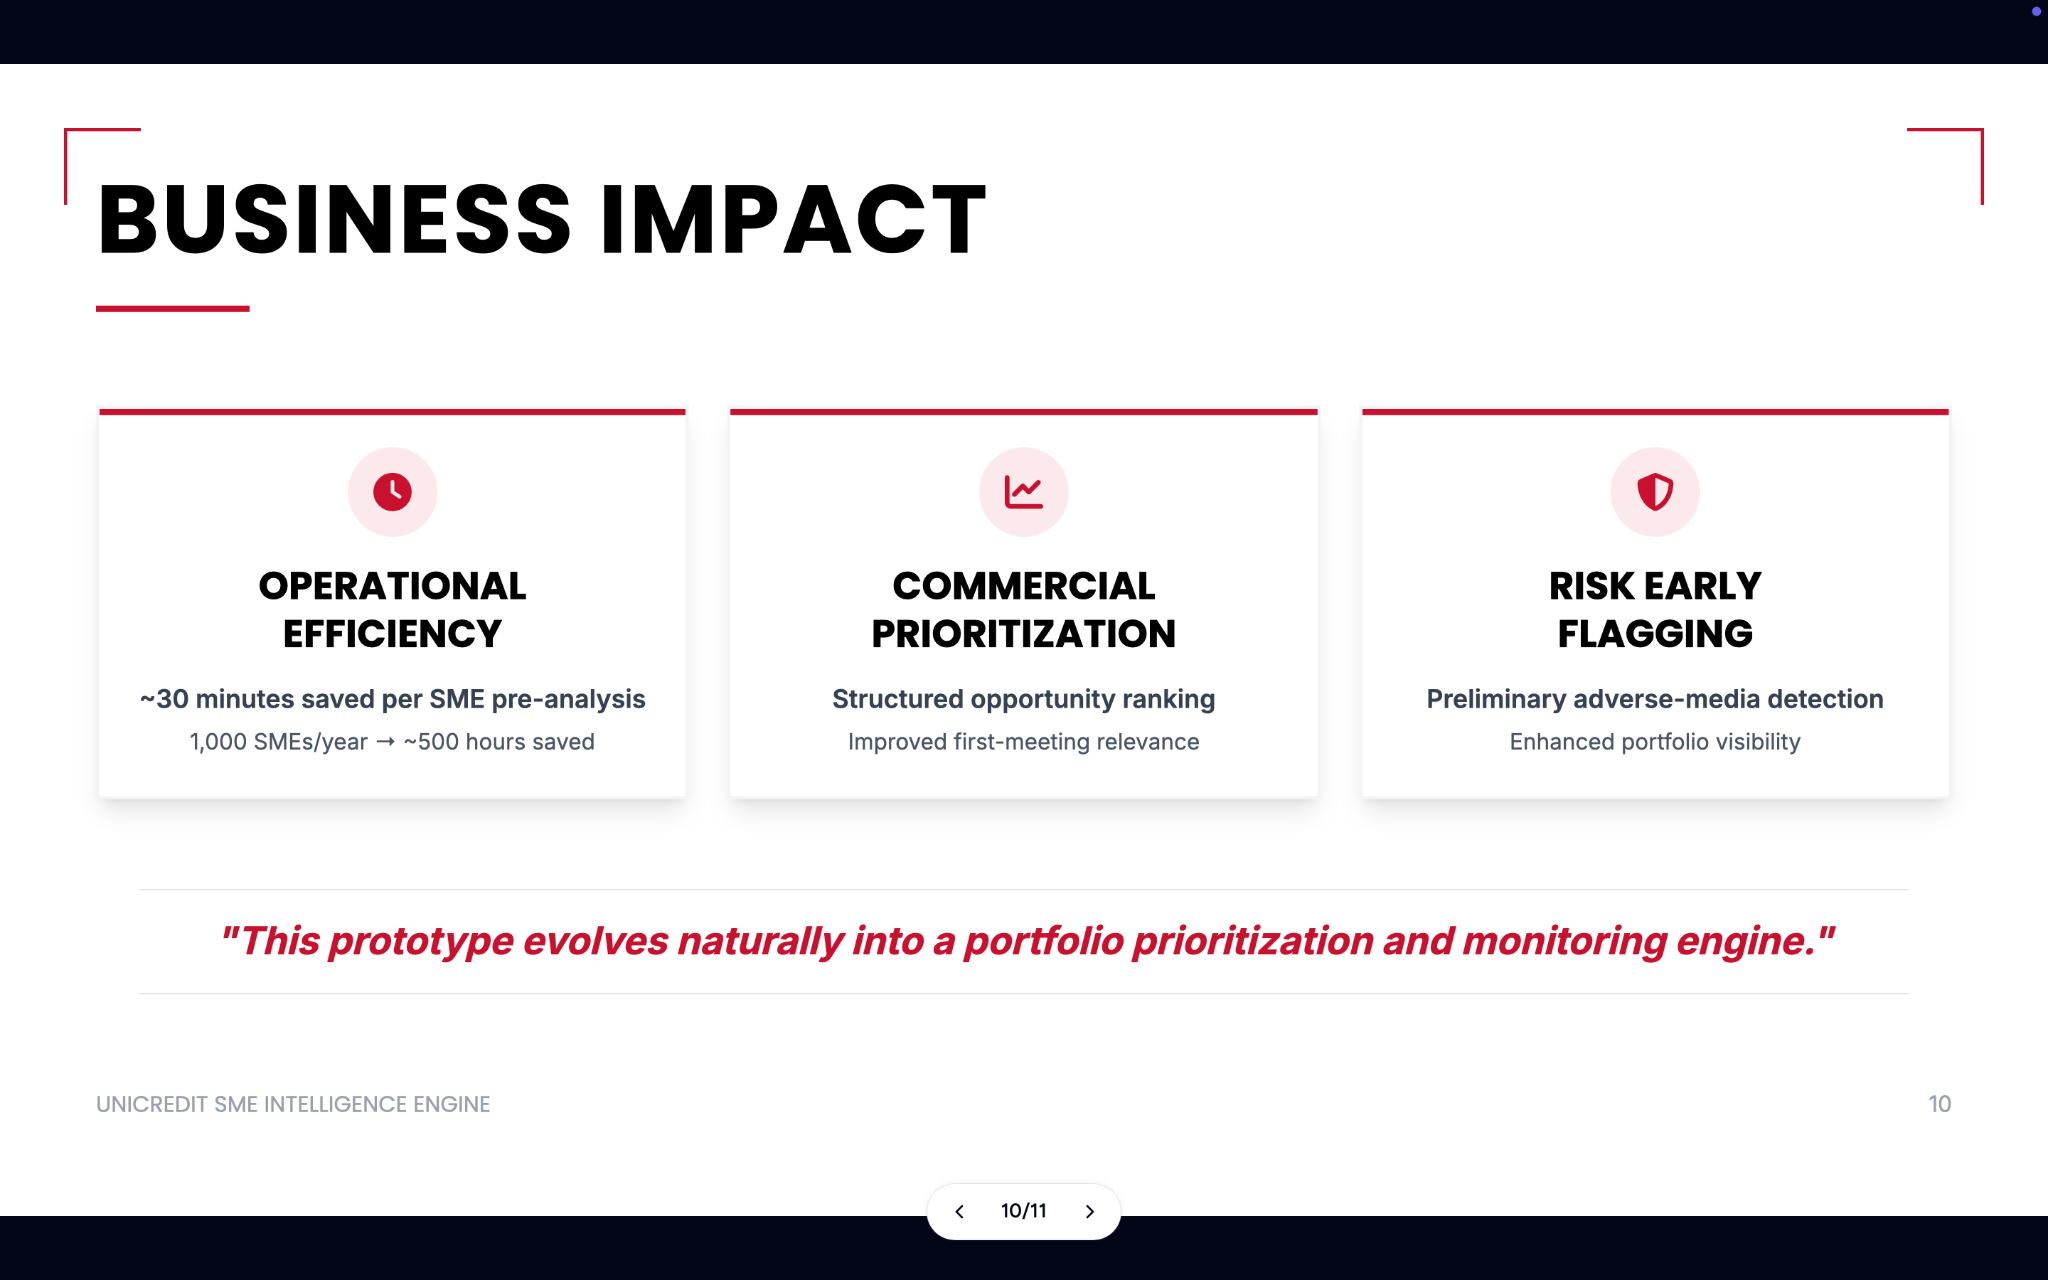 BUSINESS IMPACT
OPERATIONAL
EFFICIENCY
~30 minutes saved per SME pre-analysis
1,000 SMEs/year → ~500 hours saved
COMMERCIAL
PRIORITIZATION
Structured opportunity ranking
Improved first-meeting relevance
RISK EARLY
FLAGGING
Preliminary adverse-media detection
Enhanced portfolio visibility
"This prototype evolves naturally into a portfolio prioritization and monitoring engine."
UNICREDIT SME INTELLIGENCE ENGINE
10
10/11